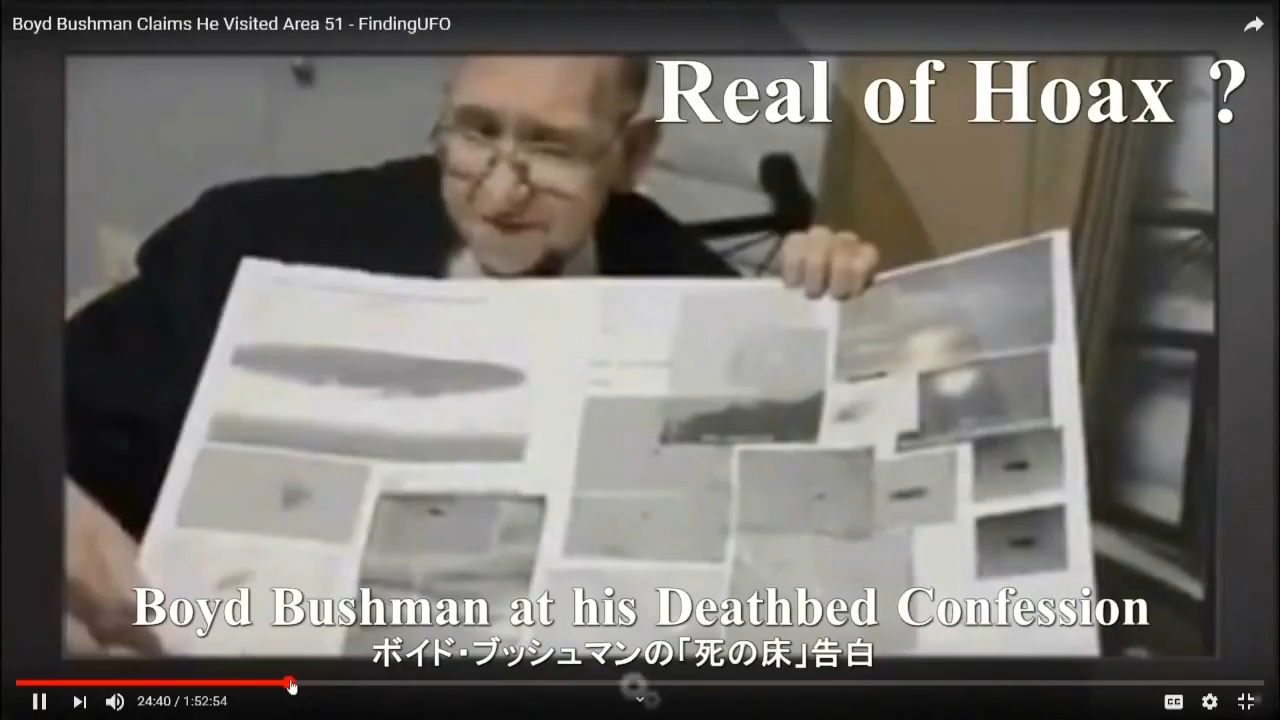 Boyd Bushman Claims He Visited Area 51 - FindingUFO
Real of Hoax ?
Boyd Bushman at his Deathbed Confession
ボイド・ブッシュマンの「死の床」告白
24:40 / 1:52:54
CC